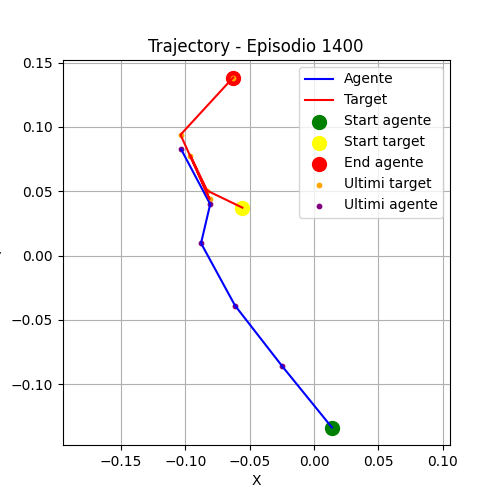 Trajectory - Episodio 1400
Agente
Target
Start agente
Start target
End agente
Ultimi target
Ultimi agente
0.15
0.10
0.05
0.00
−0.05
−0.10
−0.15
−0.10
−0.05
0.00
0.05
0.10
X